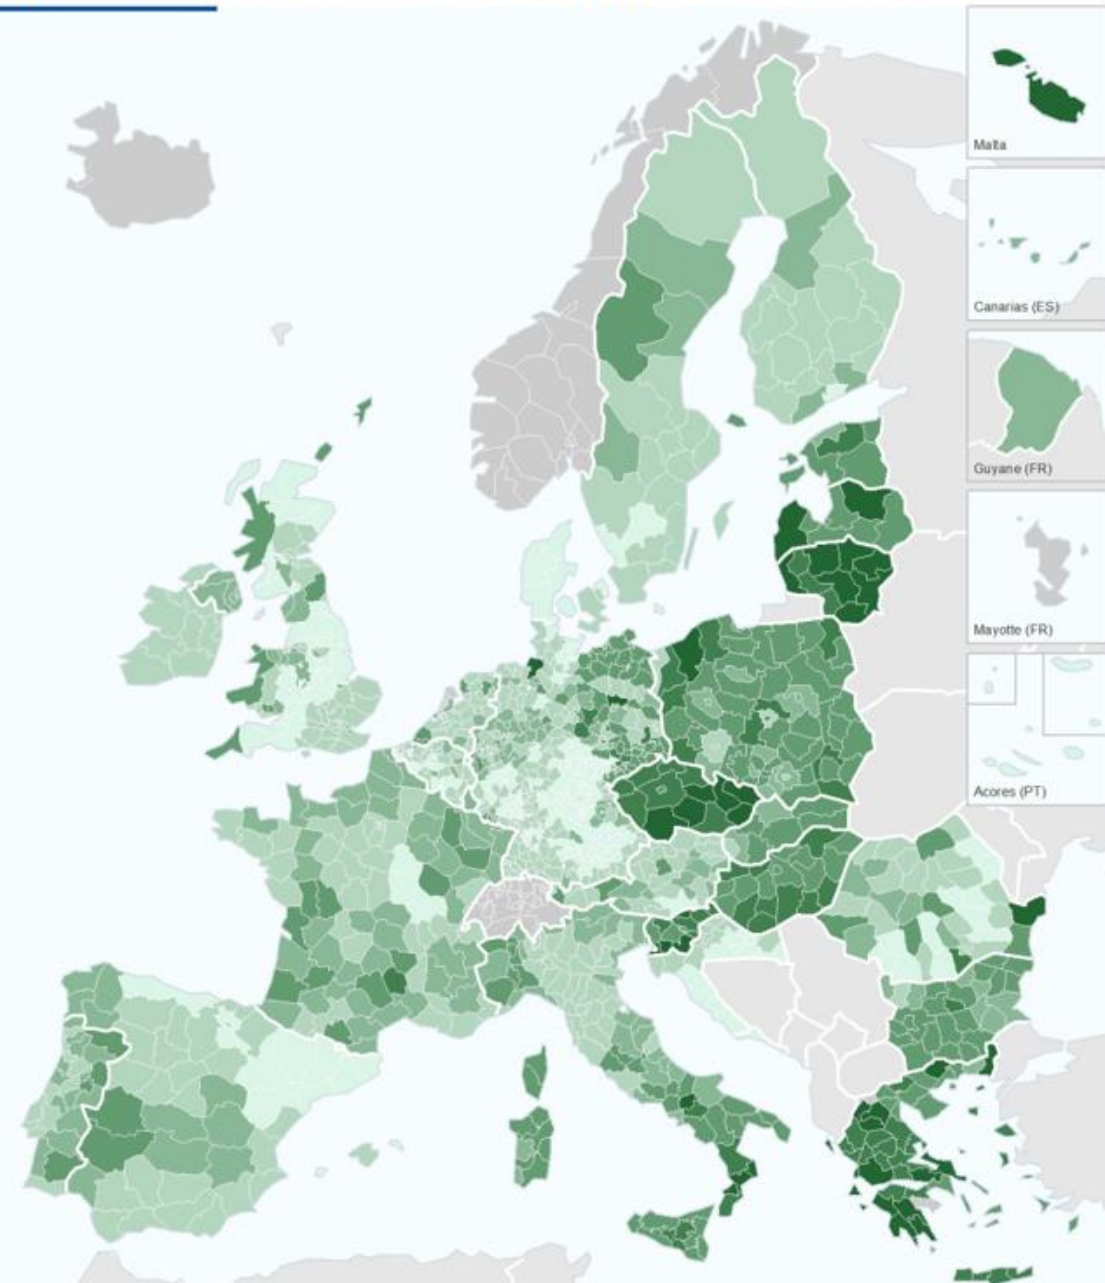 Malta
Canarias (ES)
Guyane (FR)
Mayotte (FR)
Acores (PT)